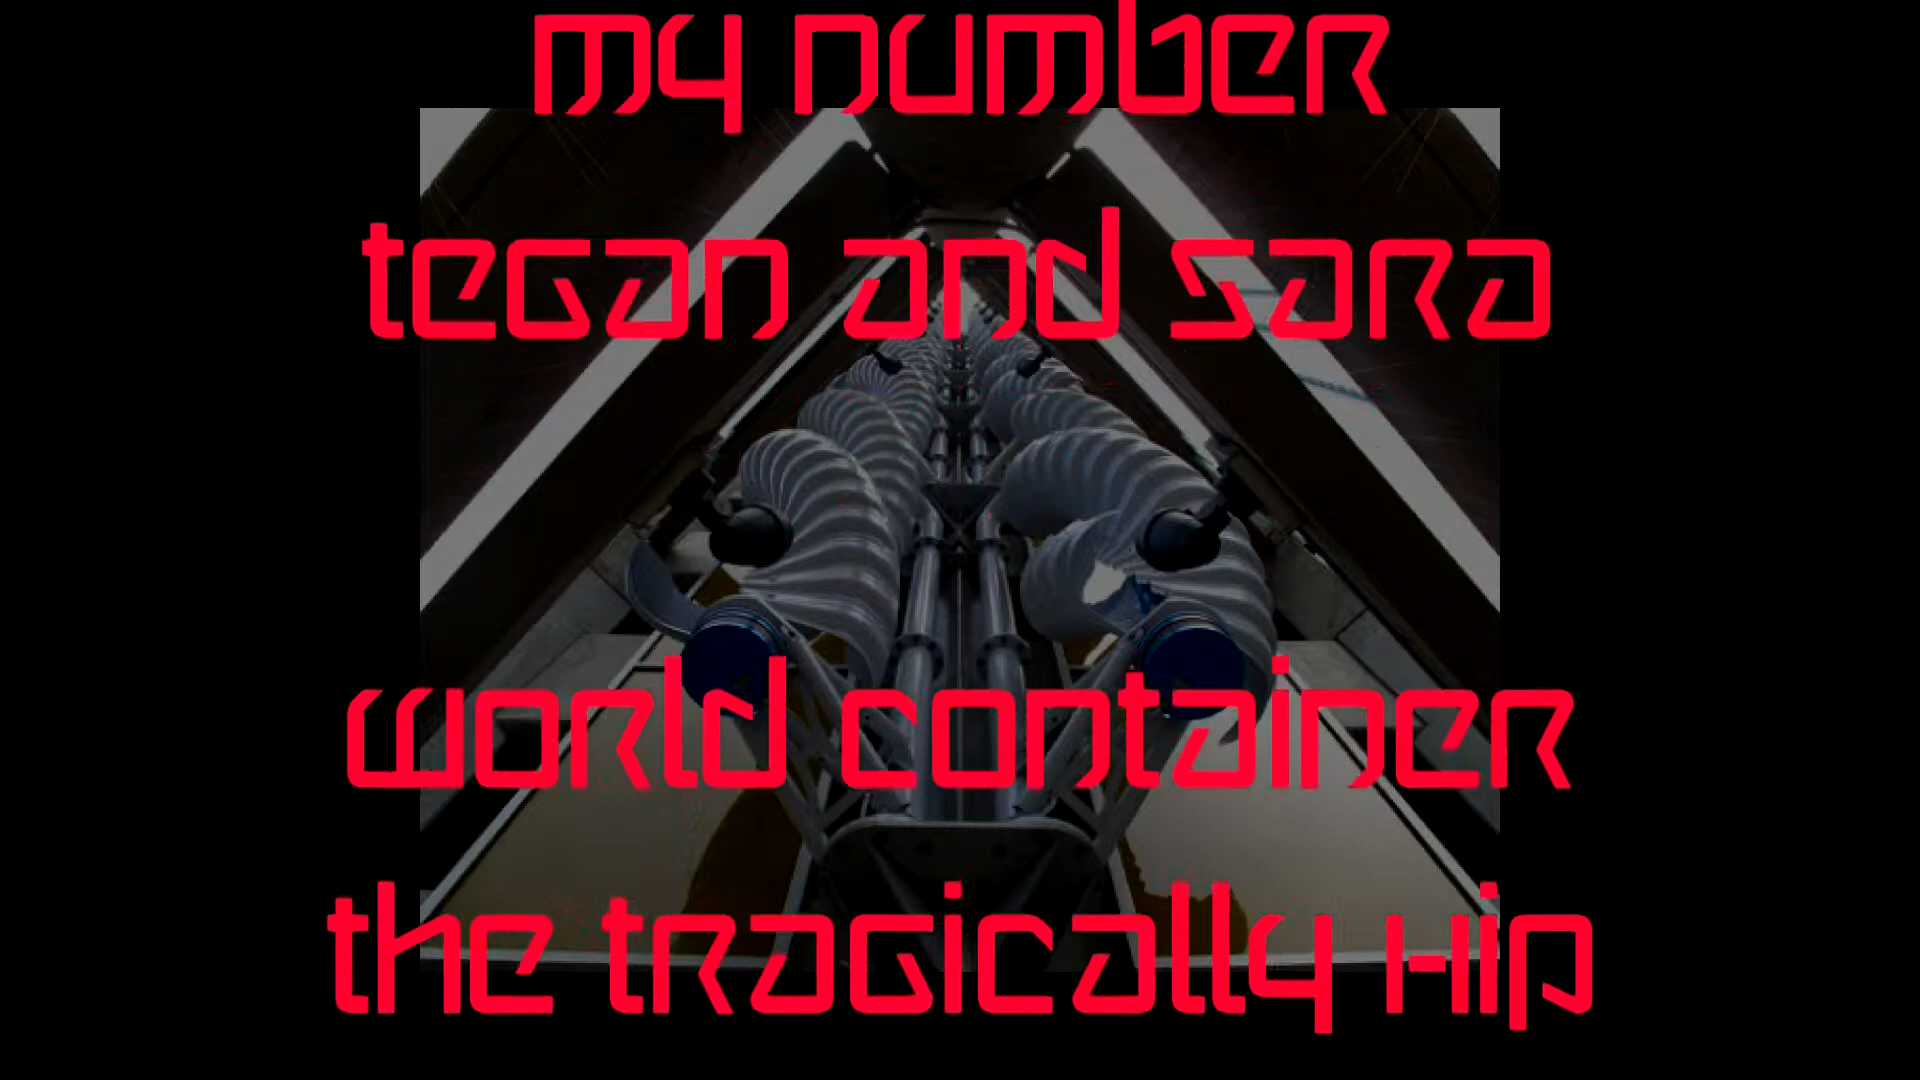 my number
tegan and sara
world container
the tragically hip